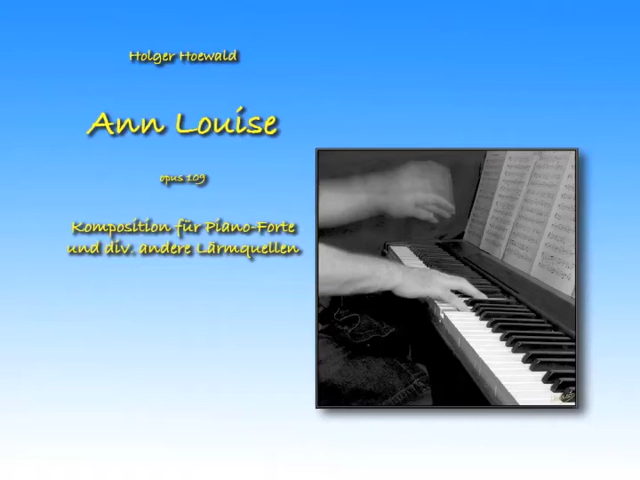 Holger Hoewald
Ann Louise
opus 109
Komposition für Piano-Forte
und div. andere Lärmquellen